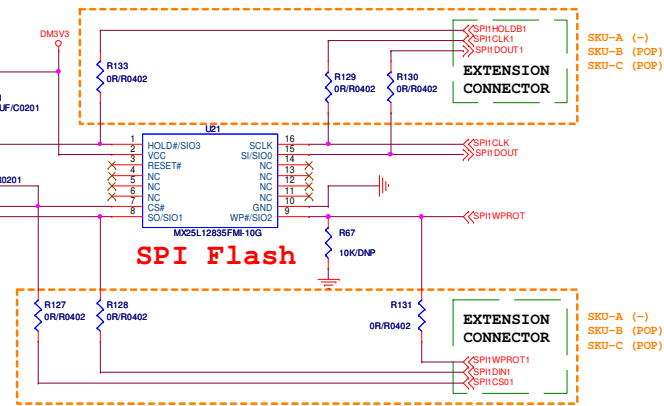 DM3V3
SPI1HOLDB1
SPI1CLK1
SPI1DOUT1
SKU-A (-)
SKU-B (POP)
SKU-C (POP)
R133
0R/R0402
R129
0R/R0402
R130
0R/R0402
EXTENSION
CONNECTOR
UF/C0201
U21
1 HOLD#/SIO3 SCLK 16
2 VCC SI/SIO0 15
3 RESET# NC 14
4 NC NC 13
5 NC NC 12
6 NC NC 11
7 CS# GND 10
8 SO/SIO1 WP#/SIO2 9
SPI1CLK
SPI1DOUT
0201
SPI1WPROT
MX25L12835FMI-10G
SPI Flash
R67
10K/DNP
R127
0R/R0402
R128
0R/R0402
R131
0R/R0402
EXTENSION
CONNECTOR
SKU-A (-)
SKU-B (POP)
SKU-C (POP)
SPI1WPROT1
SPI1DIN1
SPI1CS01